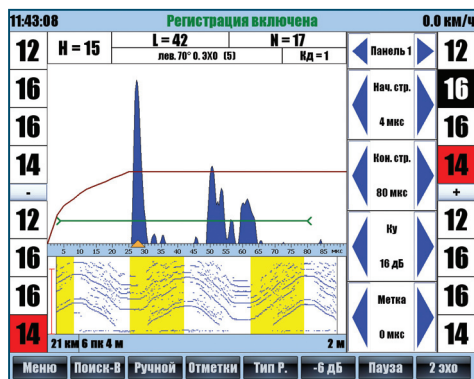 11:43:08 Регистрация включена 0.0 км/ч
12 H = 15 L = 42 N = 17 Панель 1 12
лев. 70° 0. ЭХО (5) Кд = 1
16 Нач. стр. 16
4 мкс
16 Кон. стр. 14
14 80 мкс
- +
12 Ку 12
16 16 дБ 16
5 10 15 20 25 30 35 40 45 50 55 60 65 70 75 80 85 мкс
16 Метка 16
14 0 мкс 14
21 км 6 пк 4 м 2 м
Меню Поиск-В Ручной Отметки Тип Р. -6 дБ Пауза 2 эхо